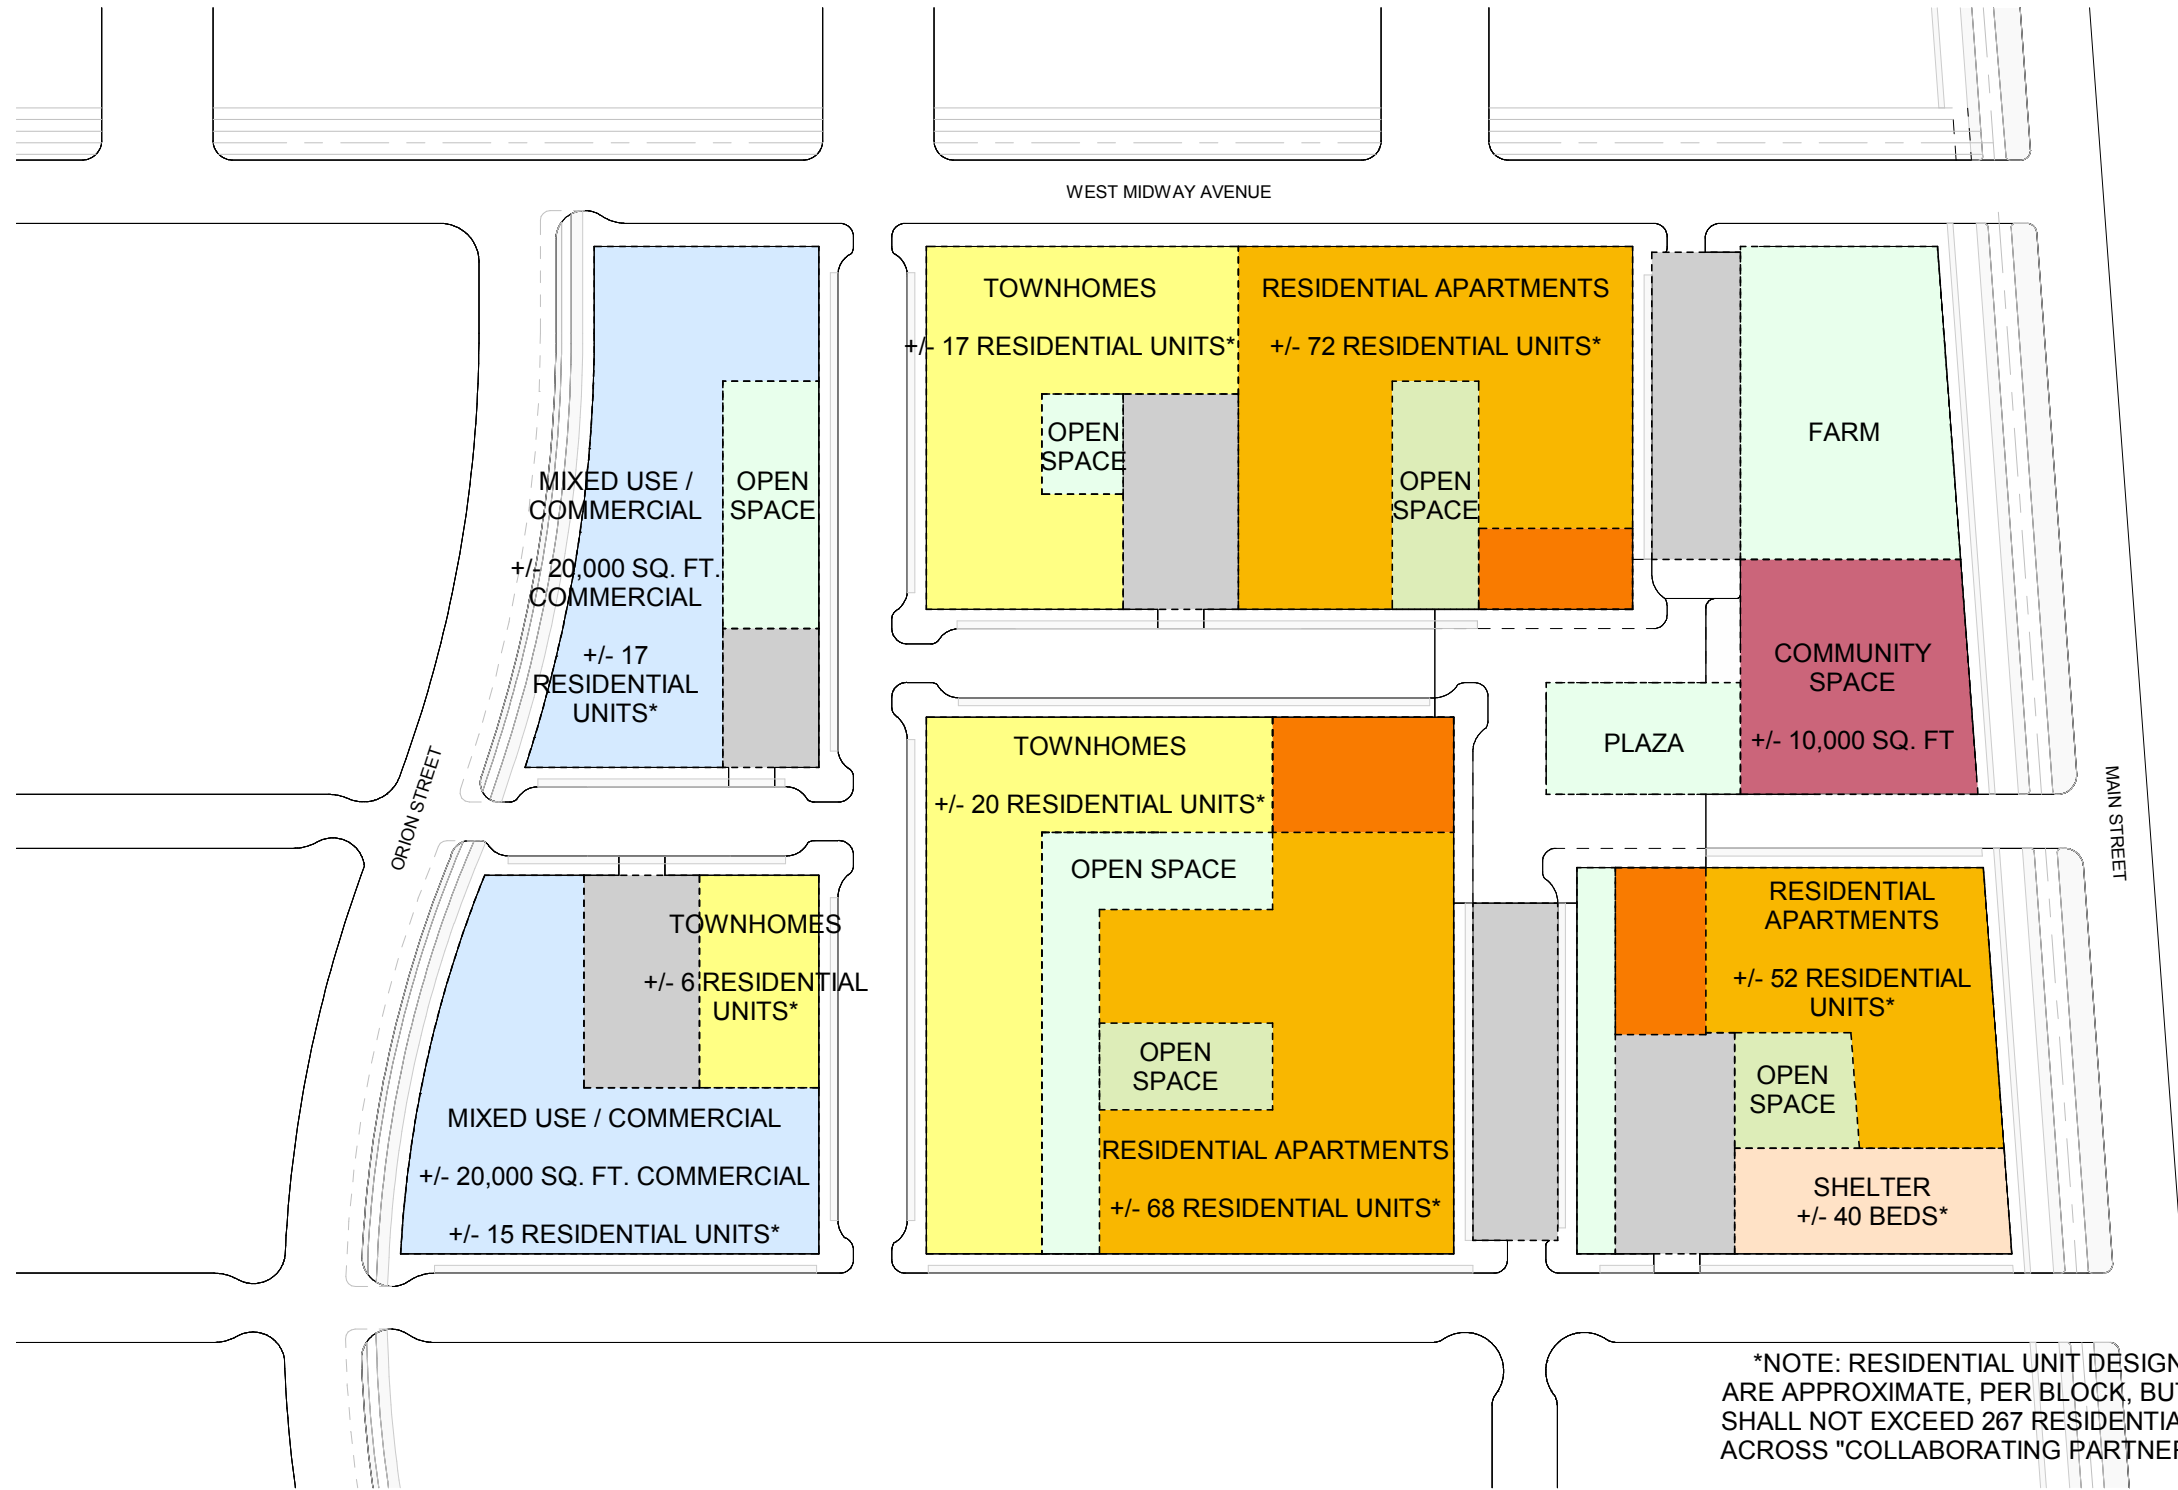 WEST MIDWAY AVENUE
TOWNHOMES
+/- 17 RESIDENTIAL UNITS*
RESIDENTIAL APARTMENTS
+/- 72 RESIDENTIAL UNITS*
OPEN
SPACE
OPEN
SPACE
FARM
MIXED USE /
COMMERCIAL
+/- 20,000 SQ. FT.
COMMERCIAL
+/- 17
RESIDENTIAL
UNITS*
OPEN
SPACE
COMMUNITY
SPACE
+/- 10,000 SQ. FT
PLAZA
ORION STREET
MAIN STREET
TOWNHOMES
+/- 20 RESIDENTIAL UNITS*
OPEN SPACE
OPEN
SPACE
RESIDENTIAL APARTMENTS
+/- 68 RESIDENTIAL UNITS*
TOWNHOMES
+/- 6 RESIDENTIAL
UNITS*
MIXED USE / COMMERCIAL
+/- 20,000 SQ. FT. COMMERCIAL
+/- 15 RESIDENTIAL UNITS*
RESIDENTIAL
APARTMENTS
+/- 52 RESIDENTIAL
UNITS*
OPEN
SPACE
SHELTER
+/- 40 BEDS*
*NOTE: RESIDENTIAL UNIT
ARE APPROXIMATE, PER BLOCK,
SHALL NOT EXCEED 267
ACROSS "COLLABORATING